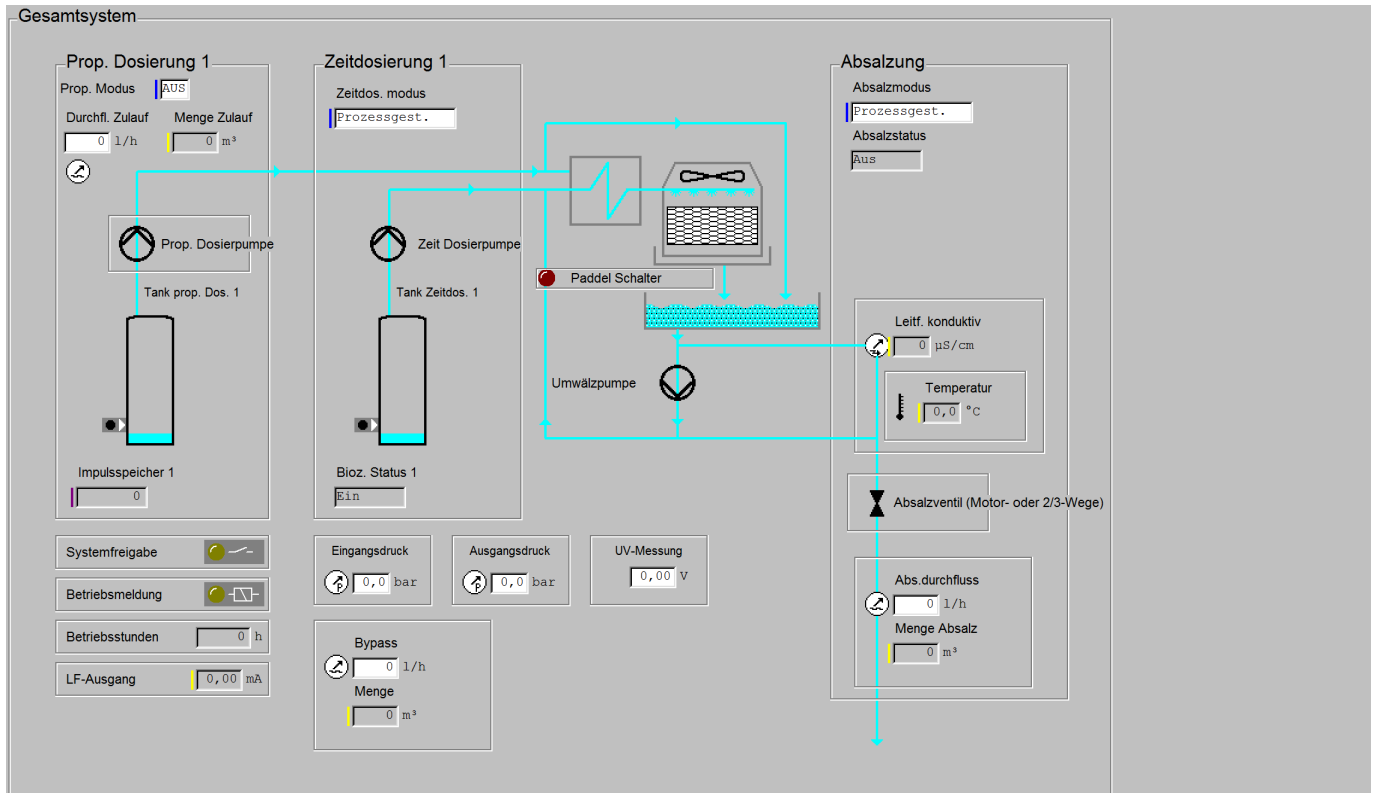 Gesamtsystem
Prop. Dosierung 1
Prop. Modus AUS
Durchfl. Zulauf Menge Zulauf
0 l/h 0 m³
Prop. Dosierpumpe
Tank prop. Dos. 1
Impulsspeicher 1
0
Zeitdosierung 1
Zeitdos. modus
Prozessgest.
Zeit Dosierpumpe
Tank Zeitdos. 1
Bioz. Status 1
Ein
Paddel Schalter
Umwälzpumpe
Absalzung
Absalzmodus
Prozessgest.
Absalzstatus
Aus
Leitf. konduktiv
0 µS/cm
Temperatur
0,0 °C
Absalzventil (Motor- oder 2/3-Wege)
Abs.durchfluss
0 l/h
Menge Absalz
0 m³
Systemfreigabe
Betriebsmeldung
Betriebsstunden 0 h
LF-Ausgang 0,00 mA
Eingangsdruck
P 0,0 bar
Ausgangsdruck
P 0,0 bar
UV-Messung
0,00 V
Bypass
0 l/h
Menge
0 m³